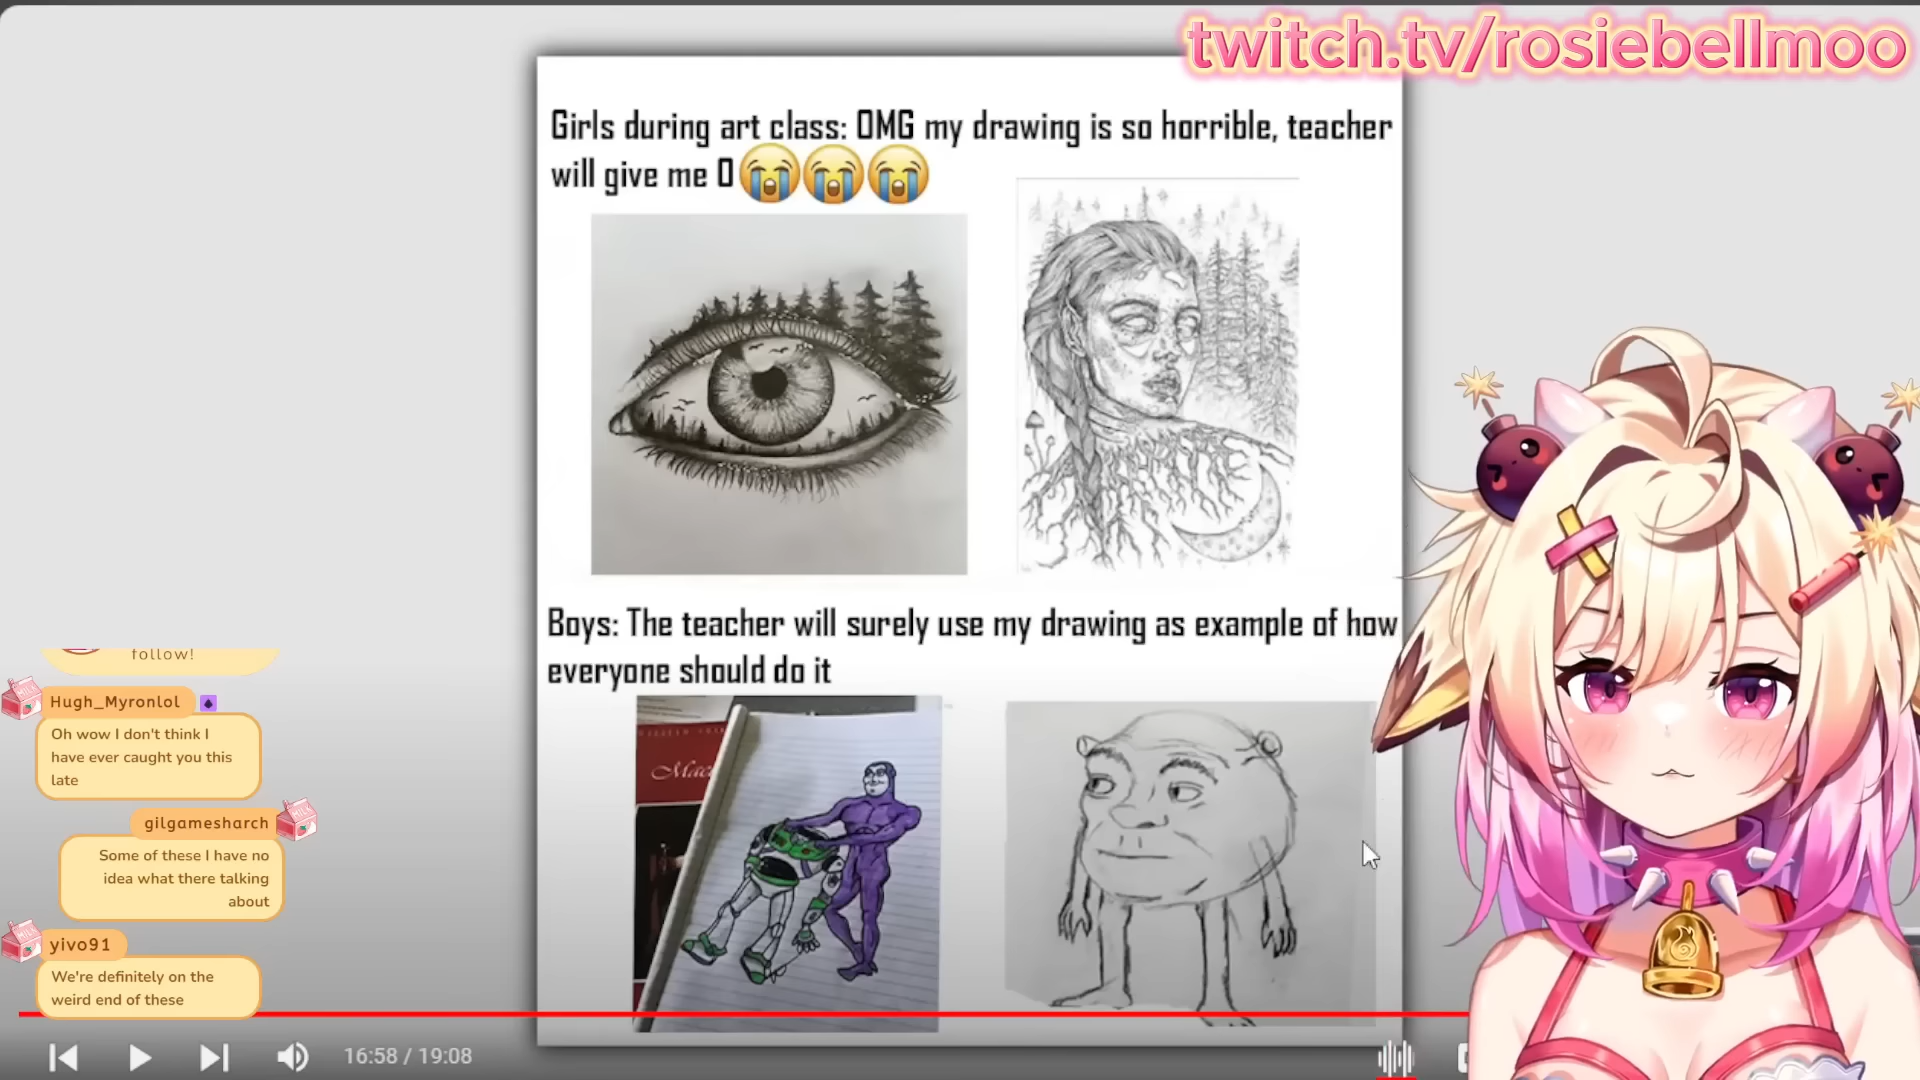 twitch.tv/rosiebellmoo
Girls during art class: OMG my drawing is so horrible, teacher
will give me 0😭😭😭
Boys: The teacher will surely use my drawing as example of how
everyone should do it
follow!
Hugh_Myronlol
Oh wow I don't think I
have ever caught you this
late
gilgamesharch
Some of these I have no
idea what there talking
about
yivo91
We're definitely on the
weird end of these
16:58 / 19:08